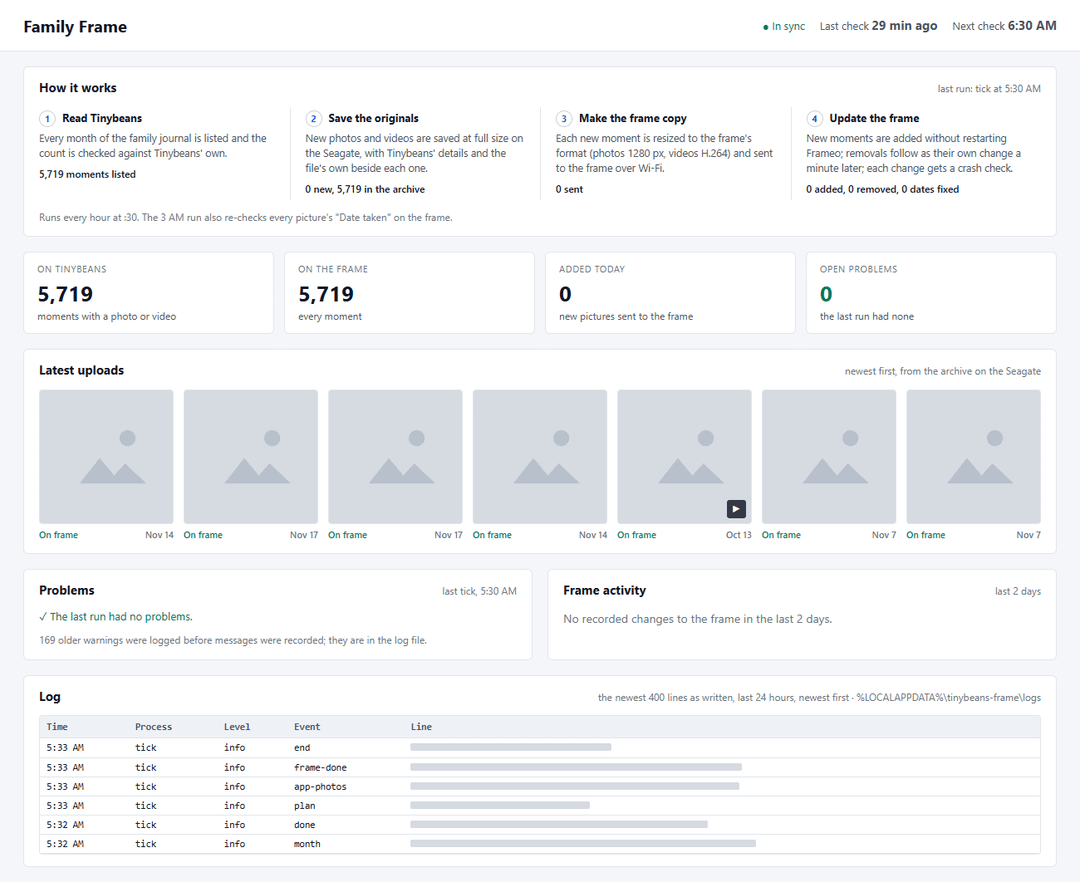 Family Frame
● In sync Last check 29 min ago Next check 6:30 AM
How it works
last run: tick at 5:30 AM
1 Read Tinybeans
Every month of the family journal is listed and the
count is checked against Tinybeans' own.
5,719 moments listed
2 Save the originals
New photos and videos are saved at full size on
the Seagate, with Tinybeans' details and the
file's own beside each one.
0 new, 5,719 in the archive
3 Make the frame copy
Each new moment is resized to the frame's
format (photos 1280 px, videos H.264) and sent
to the frame over Wi-Fi.
0 sent
4 Update the frame
New moments are added without restarting
Frameo; removals follow as their own change a
minute later; each change gets a crash check.
0 added, 0 removed, 0 dates fixed
Runs every hour at :30. The 3 AM run also re-checks every picture's "Date taken" on the frame.
ON TINYBEANS
5,719
moments with a photo or video
ON THE FRAME
5,719
every moment
ADDED TODAY
0
new pictures sent to the frame
OPEN PROBLEMS
0
the last run had none
Latest uploads
newest first, from the archive on the Seagate
On frame Nov 14
On frame Nov 17
On frame Nov 17
On frame Nov 14
On frame Oct 13
On frame Nov 7
On frame Nov 7
Problems
last tick, 5:30 AM
✓ The last run had no problems.
169 older warnings were logged before messages were recorded; they are in the log file.
Frame activity
last 2 days
No recorded changes to the frame in the last 2 days.
Log
the newest 400 lines as written, last 24 hours, newest first · %LOCALAPPDATA%\tinybeans-frame\logs
Time Process Level Event Line
5:33 AM tick info end
5:33 AM tick info frame-done
5:33 AM tick info app-photos
5:33 AM tick info plan
5:32 AM tick info done
5:32 AM tick info month